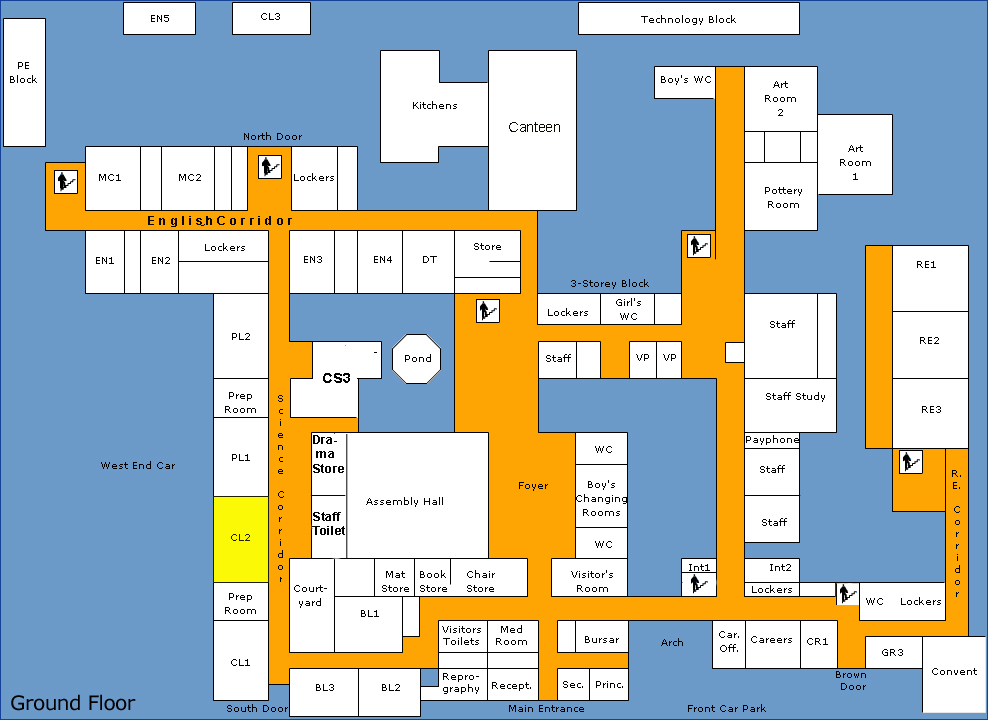 EN5
CL3
Technology Block
PE
Block
Boy's WC
Art
Room
2
Kitchens
Canteen
North Door
Art
Room
1
MC1
MC2
Lockers
Pottery
Room
English Corridor
EN1
EN2
Lockers
EN3
EN4
DT
Store
RE1
3-Storey Block
Lockers
Girl's
WC
Staff
PL2
Pond
Staff
VP
VP
RE2
CS3
Staff Study
Prep
Room
RE3
Science Corridor
Dra-
ma
Store
Payphone
WC
PL1
West End Car
Staff
R.E. Corridor
Boy's
Changing
Rooms
Foyer
Assembly Hall
Staff
Toilet
Staff
CL2
WC
Int1
Int2
Court-
yard
Mat
Store
Book
Store
Chair
Store
Visitor's
Room
Lockers
WC
Lockers
Prep
Room
BL1
Visitors
Toilets
Med
Room
Bursar
Arch
Car.
Off.
Careers
CR1
GR3
CL1
Convent
Brown
Door
Repro-
graphy
Recept.
Sec.
Princ.
BL3
BL2
Ground Floor
South Door
Main Entrance
Front Car Park